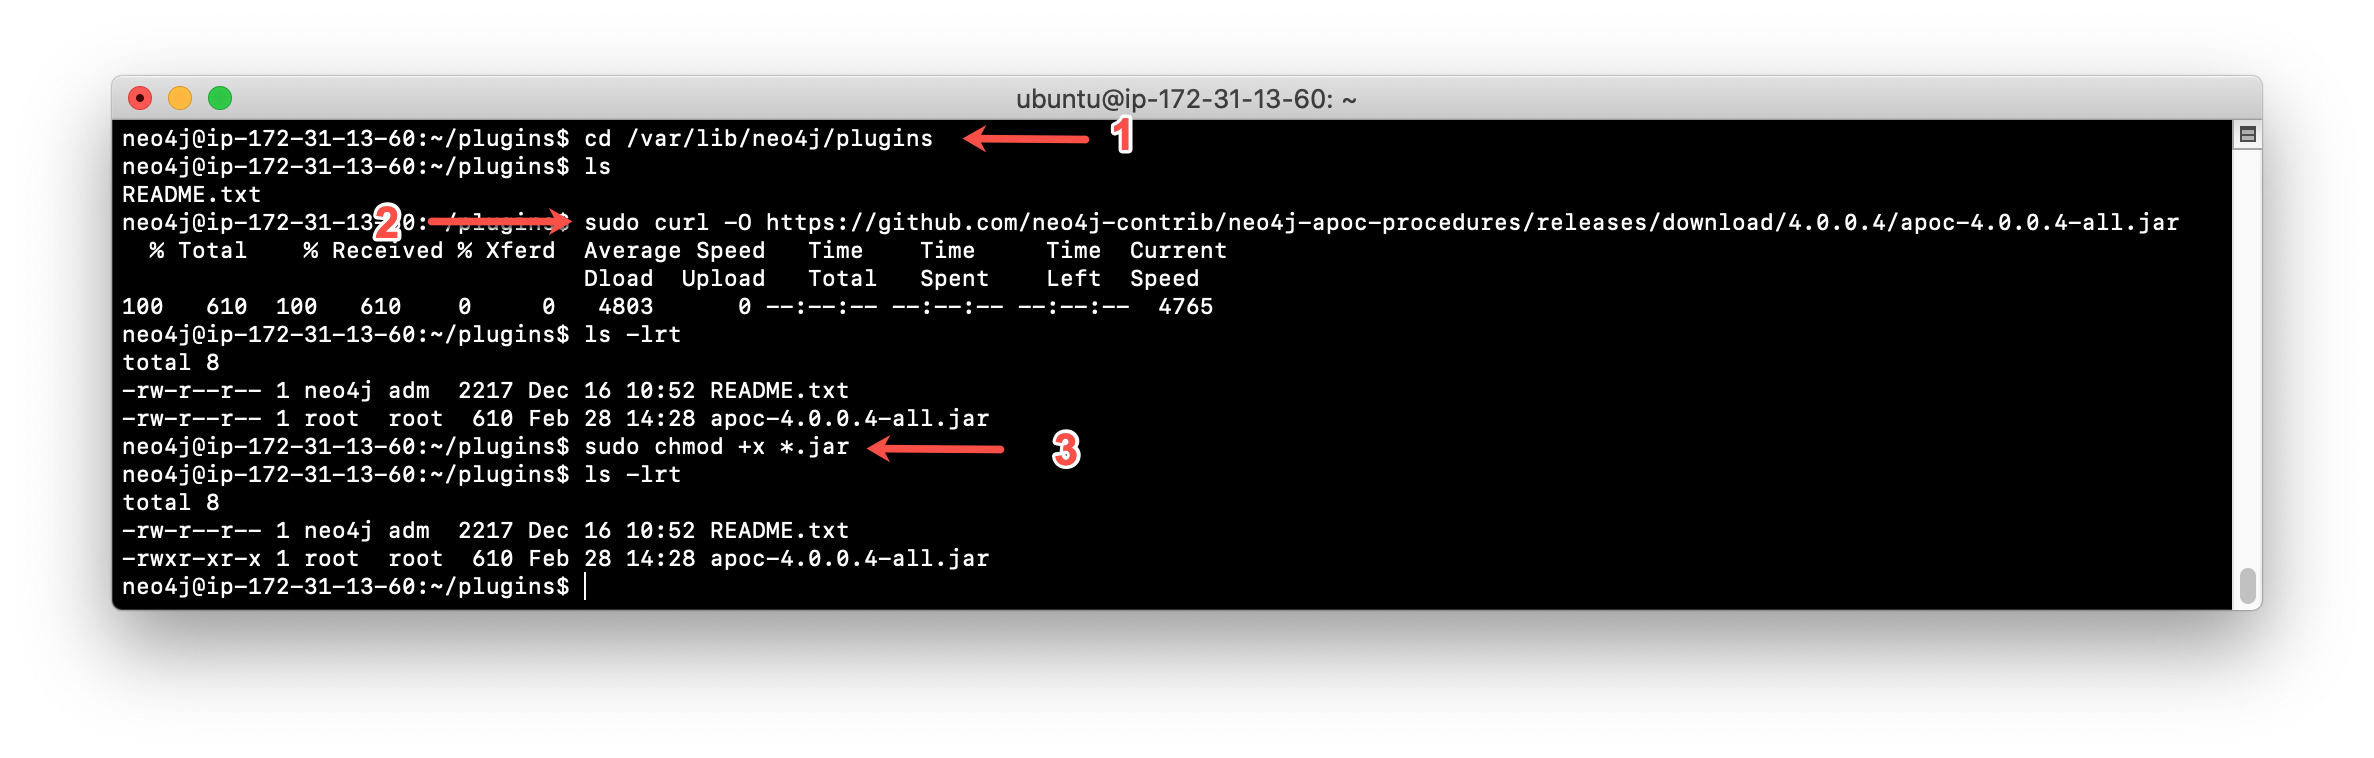 ubuntu@ip-172-31-13-60: ~
neo4j@ip-172-31-13-60:~/plugins$ cd /var/lib/neo4j/plugins 1
neo4j@ip-172-31-13-60:~/plugins$ ls
README.txt
neo4j@ip-172-31-13-60:~/plugins$ sudo curl -O https://github.com/neo4j-contrib/neo4j-apoc-procedures/releases/download/4.0.0.4/apoc-4.0.0.4-all.jar
2
% Total % Received % Xferd Average Speed Time Time Time Current
Dload Upload Total Spent Left Speed
100 610 100 610 0 0 4803 0 --:--:-- --:--:-- --:--:-- 4765
neo4j@ip-172-31-13-60:~/plugins$ ls -lrt
total 8
-rw-r--r-- 1 neo4j adm 2217 Dec 16 10:52 README.txt
-rw-r--r-- 1 root root 610 Feb 28 14:28 apoc-4.0.0.4-all.jar
neo4j@ip-172-31-13-60:~/plugins$ sudo chmod +x *.jar 3
neo4j@ip-172-31-13-60:~/plugins$ ls -lrt
total 8
-rw-r--r-- 1 neo4j adm 2217 Dec 16 10:52 README.txt
-rwxr-xr-x 1 root root 610 Feb 28 14:28 apoc-4.0.0.4-all.jar
neo4j@ip-172-31-13-60:~/plugins$